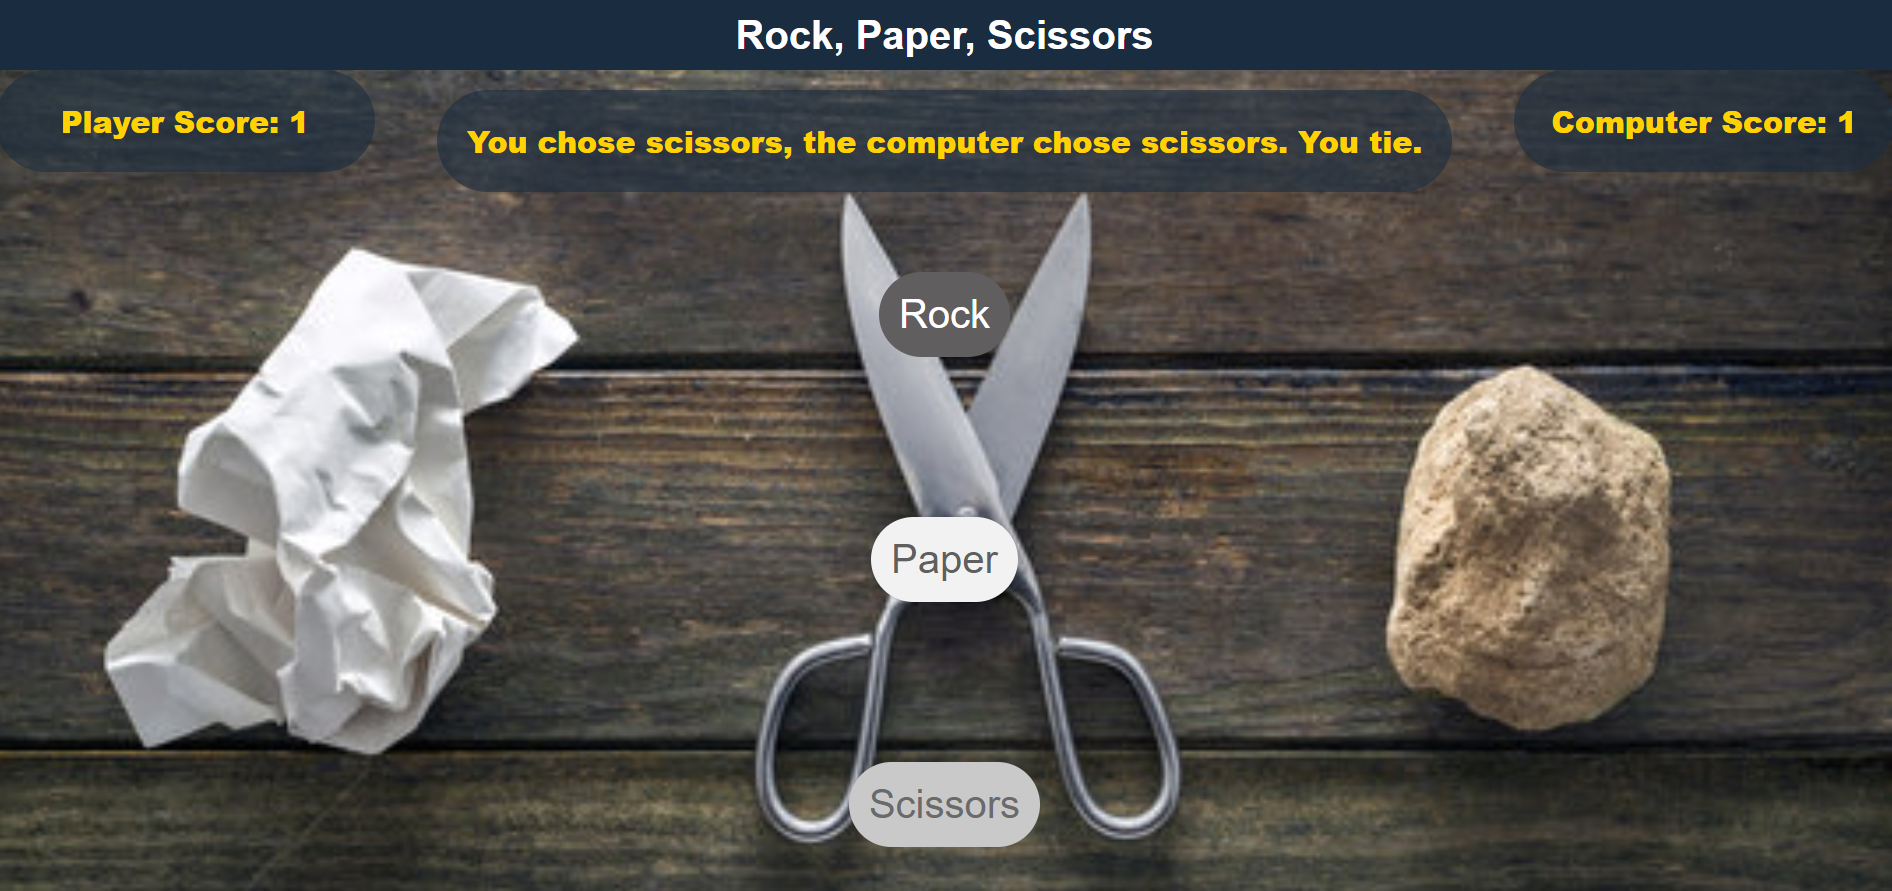 Rock, Paper, Scissors
Player Score: 1
You chose scissors, the computer chose scissors. You tie.
Computer Score: 1
Rock
Paper
Scissors